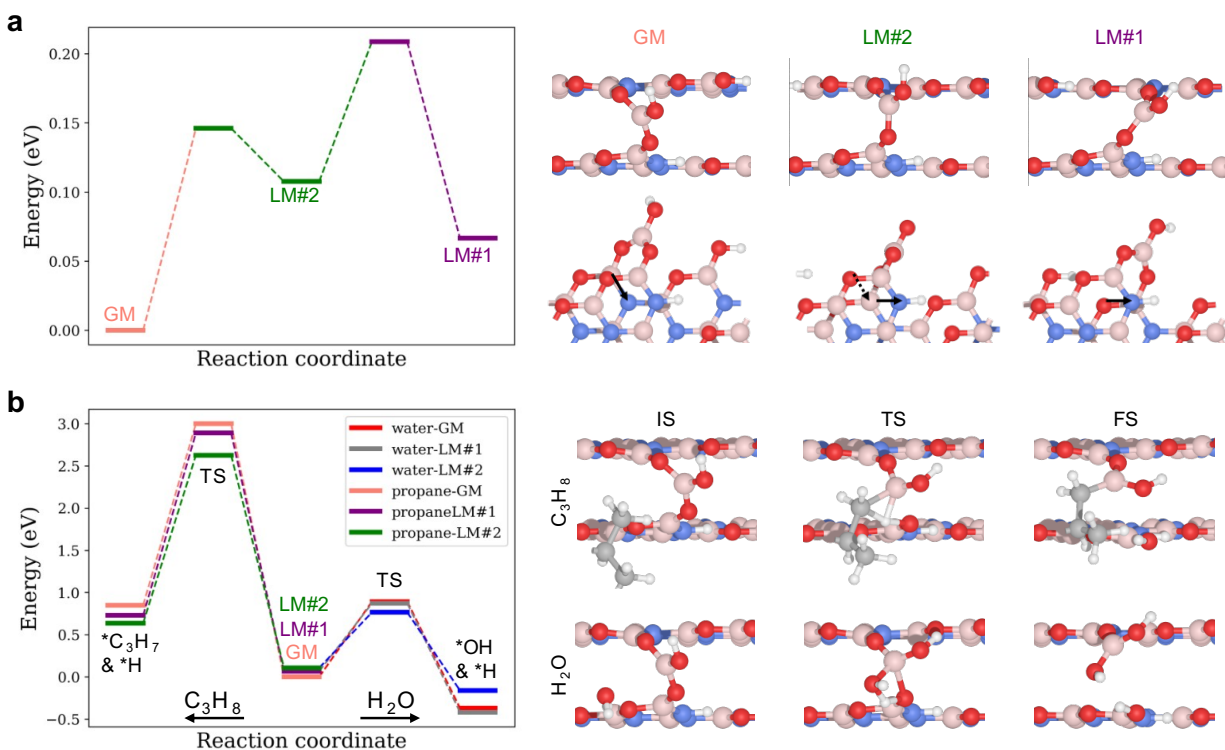 a
Energy (eV)
0.20
0.15
0.10
0.05
0.00
GM
LM#2
LM#1
Reaction coordinate
GM
LM#2
LM#1
b
Energy (eV)
3.0
2.5
2.0
1.5
1.0
0.5
0.0
−0.5
TS
water-GM
water-LM#1
water-LM#2
propane-GM
propaneLM#1
propane-LM#2
TS
LM#2
LM#1
GM
*C₃H₇
& *H
*OH
& *H
C₃H₈
H₂O
Reaction coordinate
IS
TS
FS
C₃H₈
H₂O